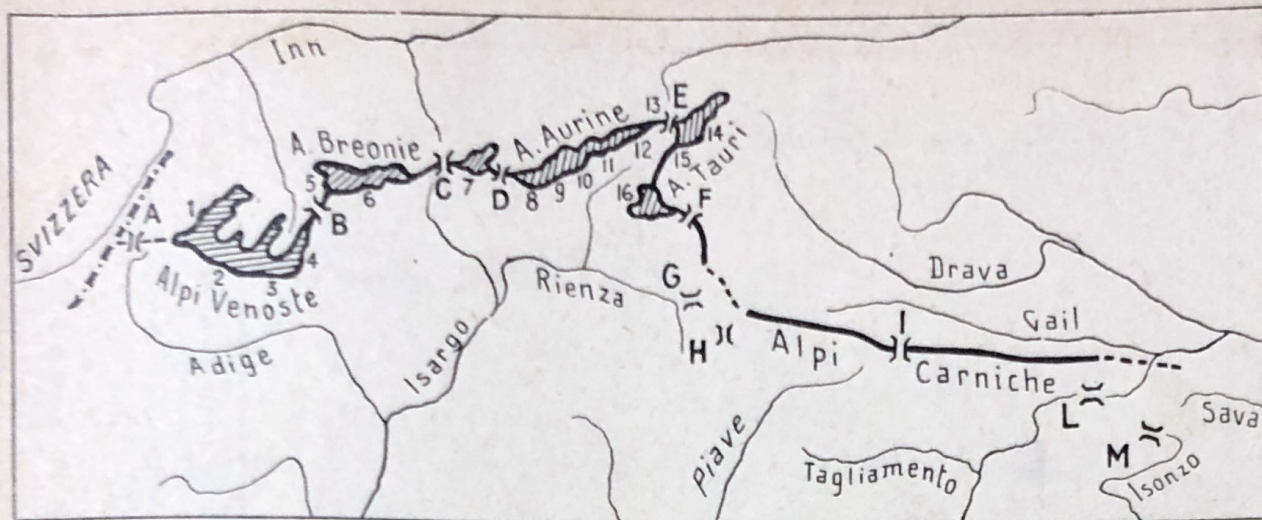 Inn
SVIZZERA
A. Breonie
A. Aurine
A. Tauri
Alpi Venoste
Adige
Isargo
Rienza
Drava
Gail
Alpi
Carniche
Piave
Tagliamento
Isonzo
Sava
A
B
C
D
E
F
G
H
I
L
M
1
2
3
4
5
6
7
8
9
10
11
12
13
14
15
16